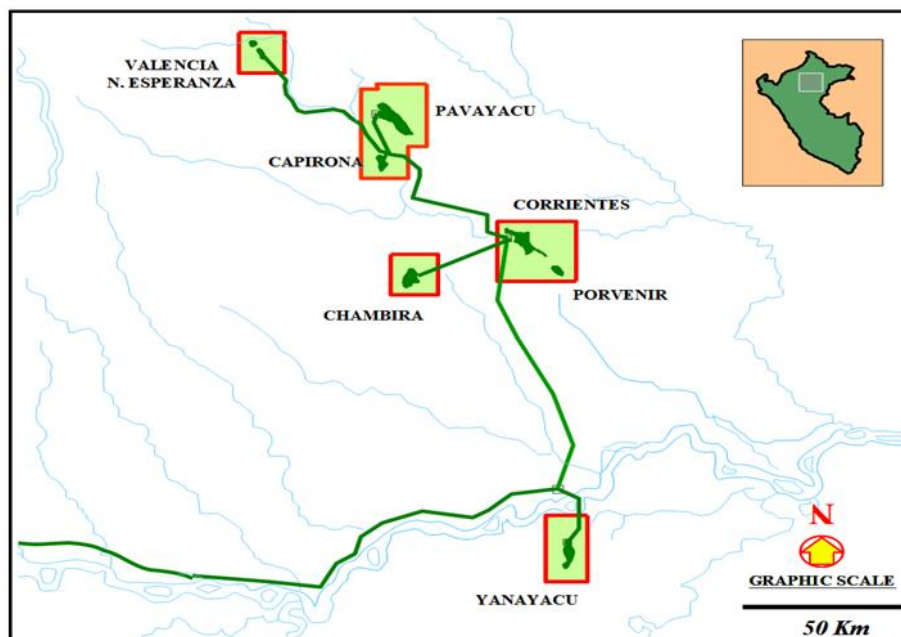 VALENCIA
N. ESPERANZA
PAVAYACU
CAPIRONA
CORRIENTES
CHAMBIRA
PORVENIR
YANAYACU
N
GRAPHIC SCALE
50 Km